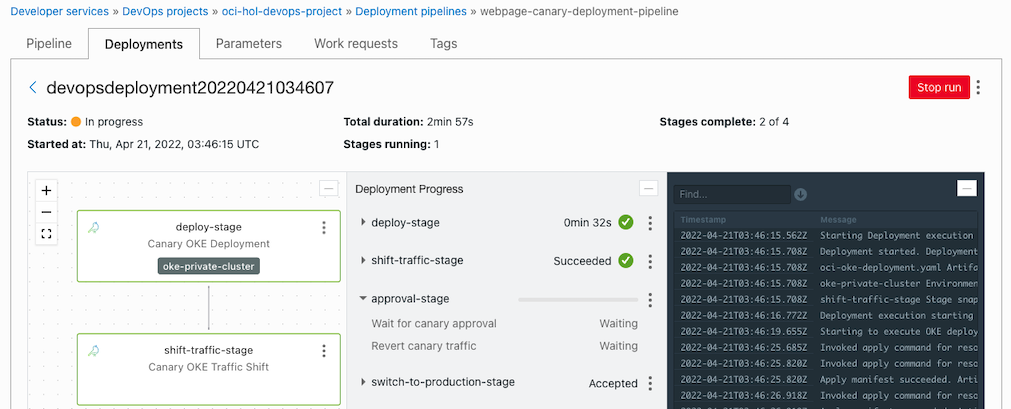 Developer services » DevOps projects » oci-hol-devops-project » Deployment pipelines » webpage-canary-deployment-pipeline
Pipeline Deployments Parameters Work requests Tags
devopsdeployment20220421034607 Stop run
Status: In progress Total duration: 2min 57s Stages complete: 2 of 4
Started at: Thu, Apr 21, 2022, 03:46:15 UTC Stages running: 1
deploy-stage
Canary OKE Deployment
oke-private-cluster
shift-traffic-stage
Canary OKE Traffic Shift
Deployment Progress
deploy-stage 0min 32s
shift-traffic-stage Succeeded
approval-stage
Wait for canary approval Waiting
Revert canary traffic Waiting
switch-to-production-stage Accepted
Find...
Timestamp Message
2022-04-21T03:46:15.562Z Starting Deployment execution
2022-04-21T03:46:15.708Z Deployment started. Deployment
2022-04-21T03:46:15.708Z oci-oke-deployment.yaml Artifa
2022-04-21T03:46:15.708Z oke-private-cluster Environmen
2022-04-21T03:46:15.708Z shift-traffic-stage Stage snap
2022-04-21T03:46:16.772Z Deployment execution starting
2022-04-21T03:46:19.655Z Starting to execute OKE deploy
2022-04-21T03:46:25.685Z Invoked apply command for reso
2022-04-21T03:46:25.820Z Invoked apply command for reso
2022-04-21T03:46:25.820Z Apply manifest succeeded. Arti
2022-04-21T03:46:26.918Z Invoked apply command for reso